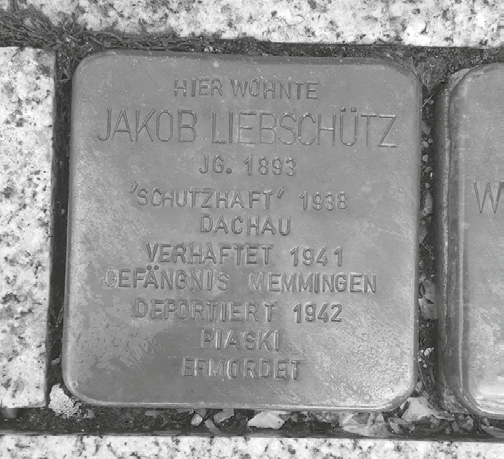 HIER WOHNTE
JAKOB LIEBSCHÜTZ
JG. 1893
'SCHUTZHAFT' 1938
DACHAU
VERHAFTET 1941
GEFÄNGNIS MEMMINGEN
DEPORTIERT 1942
PIASKI
ERMORDET
W